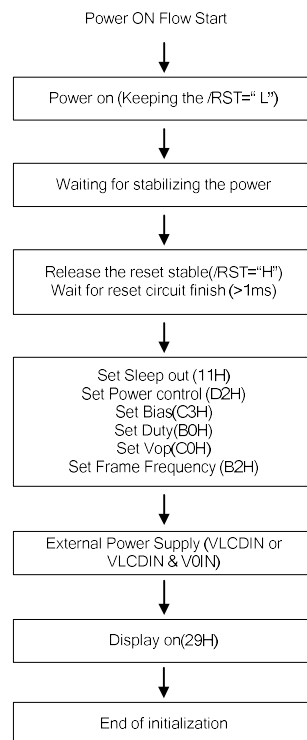 Power ON Flow Start
Power on (Keeping the /RST=“ L”)
Waiting for stabilizing the power
Release the reset stable(/RST=“H”)
Wait for reset circuit finish (>1ms)
Set Sleep out (11H)
Set Power control (D2H)
Set Bias(C3H)
Set Duty(B0H)
Set Vop(C0H)
Set Frame Frequency (B2H)
External Power Supply (VLCDIN or
VLCDIN & V0IN)
Display on(29H)
End of initialization